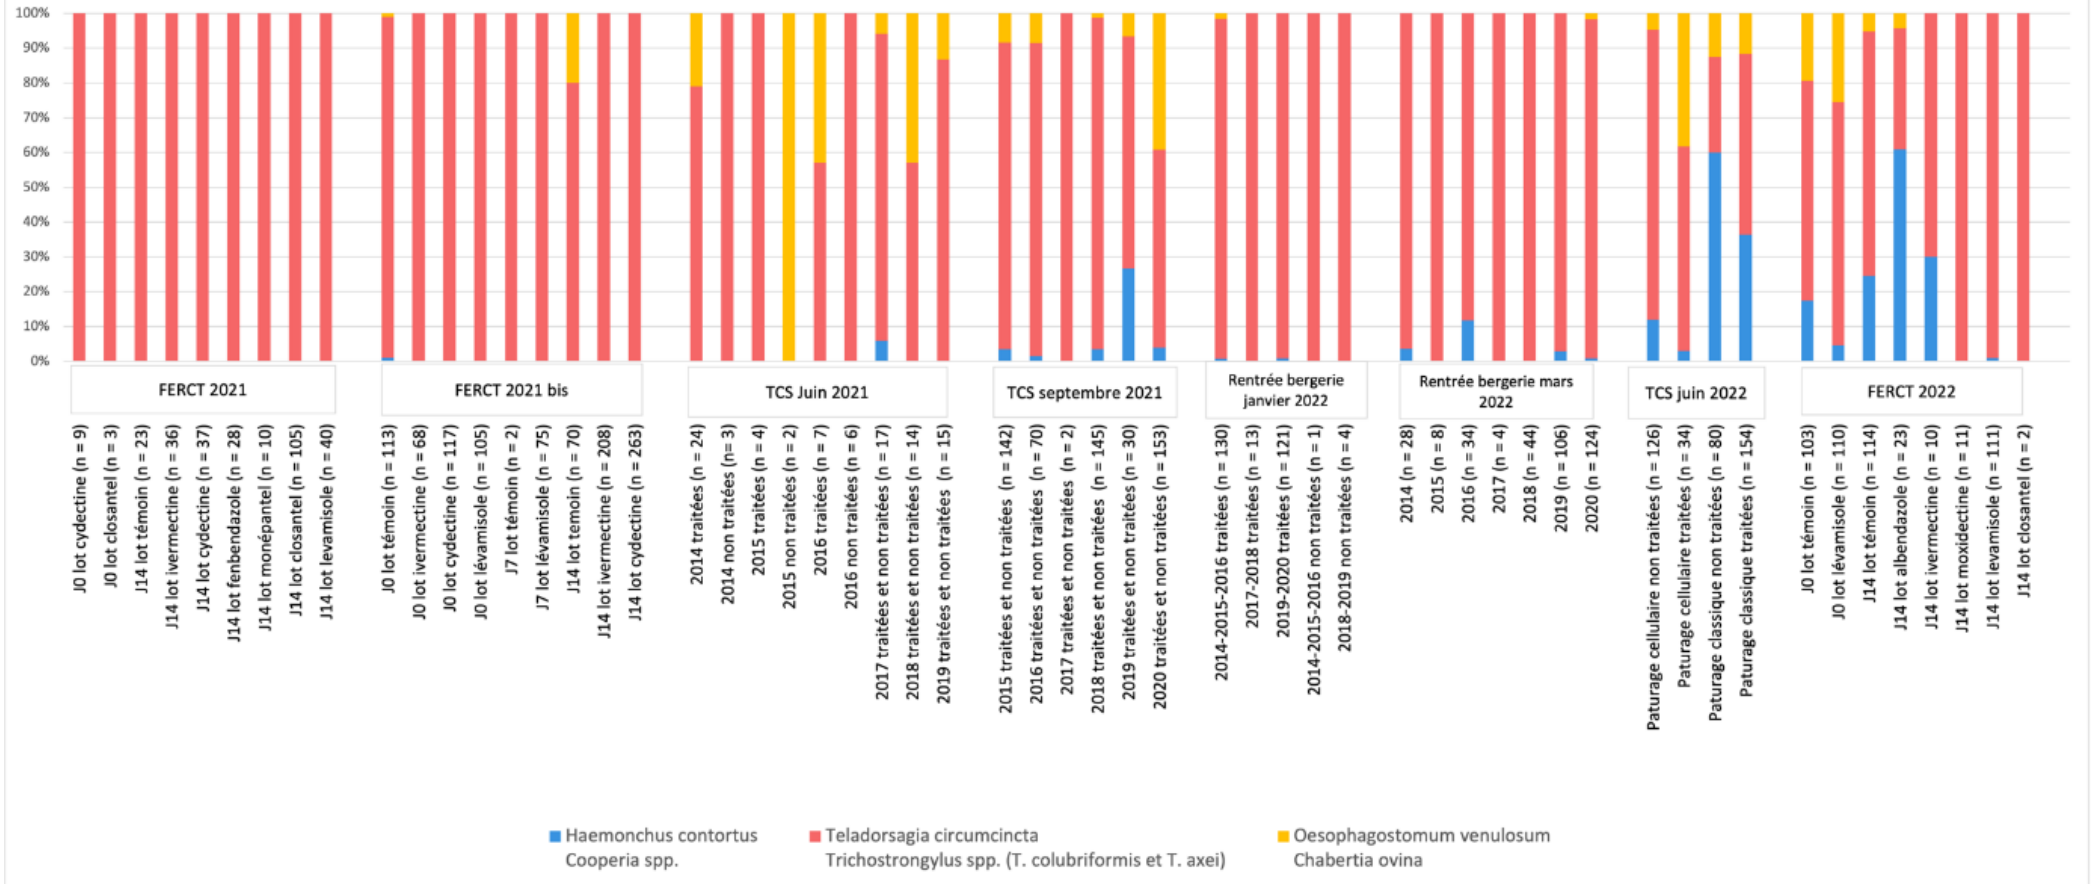 100%
90%
80%
70%
60%
50%
40%
30%
20%
10%
0%
FERCT 2021
FERCT 2021 bis
TCS Juin 2021
TCS septembre 2021
Rentrée bergerie
janvier 2022
Rentrée bergerie mars
2022
TCS juin 2022
FERCT 2022
J0 lot cydectine (n = 9)
J0 lot closantel (n = 3)
J14 lot témoin (n = 23)
J14 lot ivermectine (n = 36)
J14 lot cydectine (n = 37)
J14 lot fenbendazole (n = 28)
J14 lot monépantel (n = 10)
J14 lot closantel (n = 105)
J14 lot levamisole (n = 40)
J0 lot témoin (n = 113)
J0 lot ivermectine (n = 68)
J0 lot cydectine (n = 117)
J0 lot lévamisole (n = 105)
J7 lot témoin (n = 2)
J7 lot lévamisole (n = 75)
J14 lot temoin (n = 70)
J14 lot ivermectine (n = 208)
J14 lot cydectine (n = 263)
2014 traitées (n = 24)
2014 non traitées (n= 3)
2015 traitées (n = 4)
2015 non traitées (n = 2)
2016 traitées (n = 7)
2016 non traitées (n = 6)
2017 traitées et non traitées (n = 17)
2018 traitées et non traitées (n = 14)
2019 traitées et non traitées (n = 15)
2015 traitées et non traitées (n = 142)
2016 traitées et non traitées (n = 70)
2017 traitées et non traitées (n = 2)
2018 traitées et non traitées (n = 145)
2019 traitées et non traitées (n = 30)
2020 traitées et non traitées (n = 153)
2014-2015-2016 traitées (n = 130)
2017-2018 traitées (n = 13)
2019-2020 traitées (n = 121)
2014-2015-2016 non traitées (n = 1)
2018-2019 non traitées (n = 4)
2014 (n = 28)
2015 (n = 8)
2016 (n = 34)
2017 (n = 4)
2018 (n = 44)
2019 (n = 106)
2020 (n = 124)
Paturage cellulaire non traitées (n = 126)
Paturage cellulaire traitées (n = 34)
Paturage classique non traitées (n = 80)
Paturage classique traitées (n = 154)
J0 lot témoin (n = 103)
J0 lot lévamisole (n = 110)
J14 lot témoin (n = 114)
J14 lot albendazole (n = 23)
J14 lot ivermectine (n = 10)
J14 lot moxidectine (n = 11)
J14 lot levamisole (n = 111)
J14 lot closantel (n = 2)
Haemonchus contortus
Cooperia spp.
Teladorsagia circumcincta
Trichostrongylus spp. (T. colubriformis et T. axei)
Oesophagostomum venulosum
Chabertia ovina